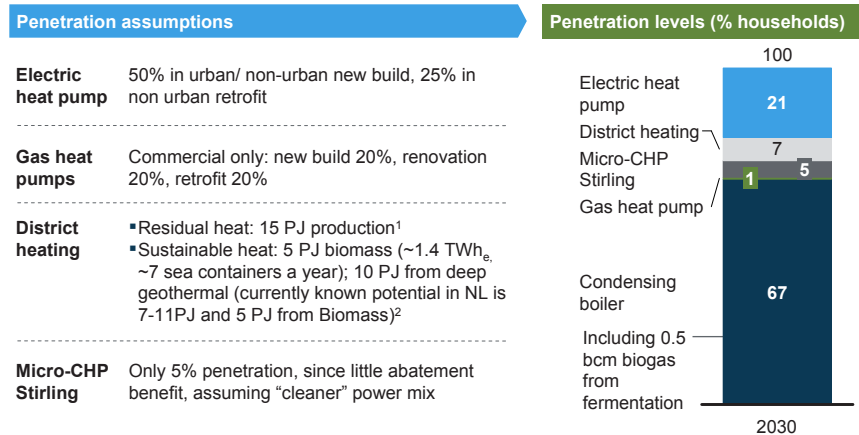 Penetration assumptions
Electric
heat pump
50% in urban/ non-urban new build, 25% in
non urban retrofit
Gas heat
pumps
Commercial only: new build 20%, renovation
20%, retrofit 20%
District
heating
▪Residual heat: 15 PJ production¹
▪Sustainable heat: 5 PJ biomass (~1.4 TWhₑ,
~7 sea containers a year); 10 PJ from deep
geothermal (currently known potential in NL is
7-11PJ and 5 PJ from Biomass)²
Micro-CHP
Stirling
Only 5% penetration, since little abatement
benefit, assuming “cleaner” power mix
Penetration levels (% households)
100
Electric heat
pump
21
District heating
7
Micro-CHP
Stirling
5
1
Gas heat pump
Condensing
boiler
67
Including 0.5
bcm biogas
from
fermentation
2030